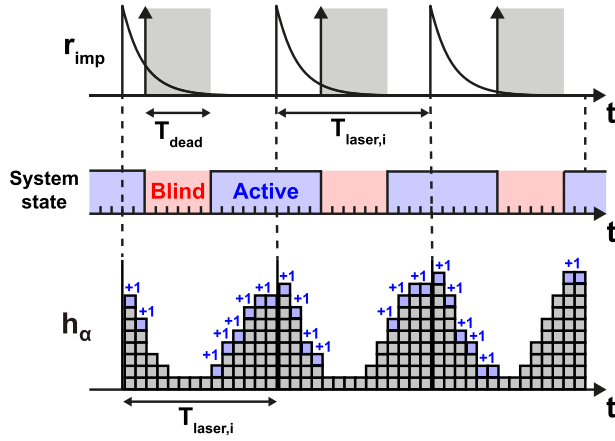 r_imp
t
T_dead
T_laser,i
System
state
Blind
Active
t
+1 +1 +1 +1 +1 +1 +1 +1 +1 +1 +1 +1 +1 +1 +1 +1 +1 +1 +1 +1
h_α
t
T_laser,i